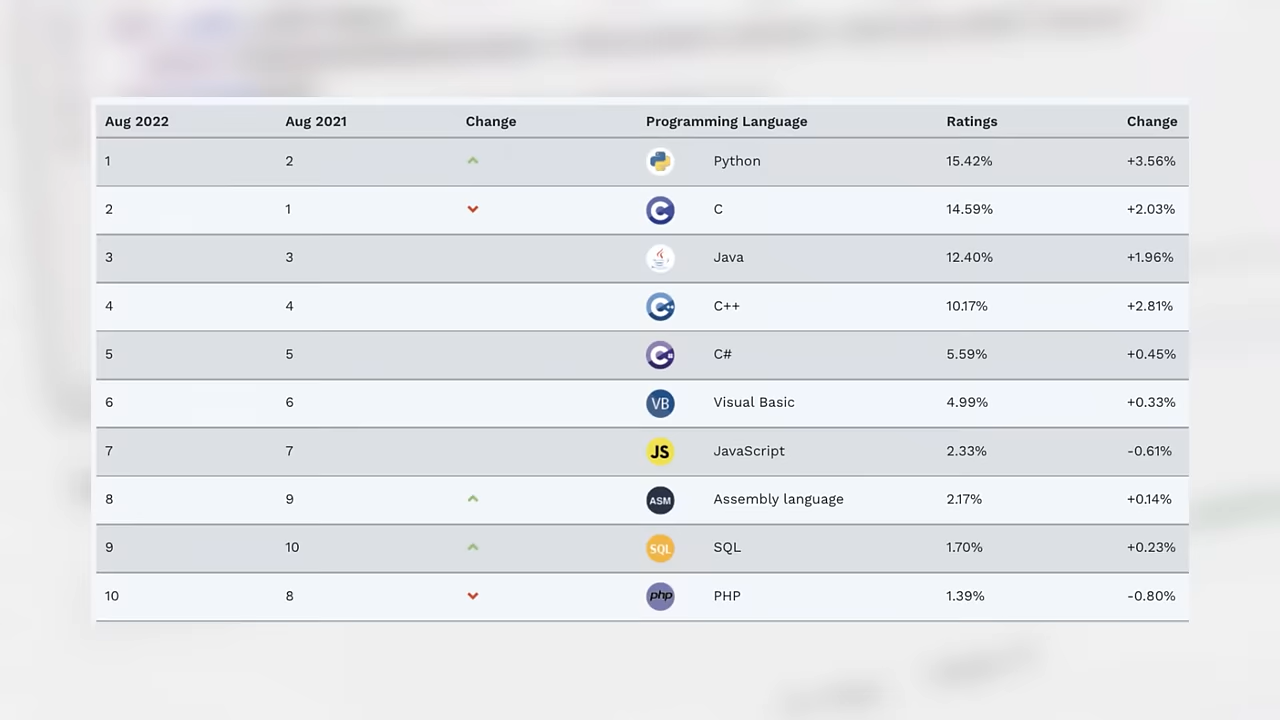 Aug 2022 Aug 2021 Change Programming Language Ratings Change
1 2 Python 15.42% +3.56%
2 1 C C 14.59% +2.03%
3 3 Java 12.40% +1.96%
4 4 C++ C++ 10.17% +2.81%
5 5 C# C# 5.59% +0.45%
6 6 VB Visual Basic 4.99% +0.33%
7 7 JS JavaScript 2.33% -0.61%
8 9 ASM Assembly language 2.17% +0.14%
9 10 SQL SQL 1.70% +0.23%
10 8 php PHP 1.39% -0.80%